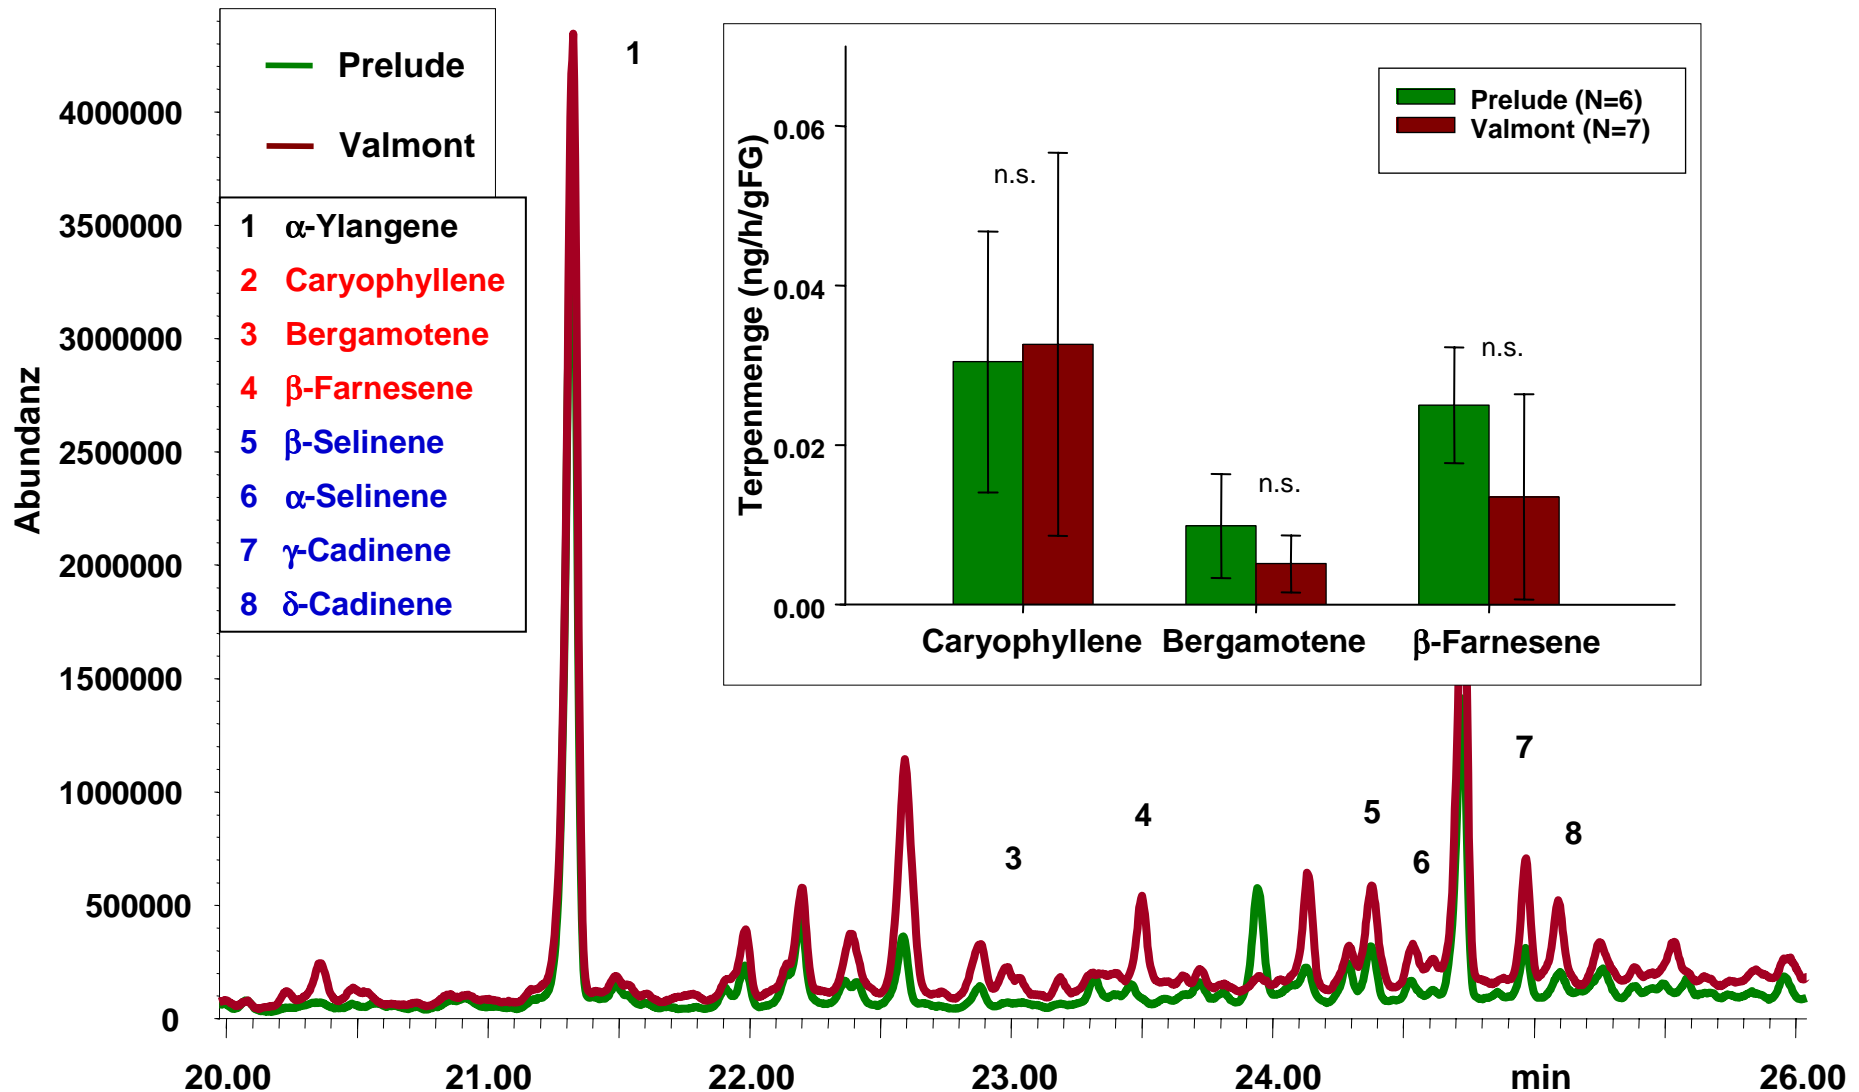 Prelude
Valmont
1 α-Ylangene
2 Caryophyllene
3 Bergamotene
4 β-Farnesene
5 β-Selinene
6 α-Selinene
7 γ-Cadinene
8 δ-Cadinene
Abundanz
4000000
3500000
3000000
2500000
2000000
1500000
1000000
500000
0
20.00 21.00 22.00 23.00 24.00 min 26.00
1
3
4
5
6
7
8
Terpenmenge (ng/h/gFG)
0.06
0.04
0.02
0.00
Prelude (N=6)
Valmont (N=7)
n.s.
n.s.
n.s.
Caryophyllene Bergamotene β-Farnesene